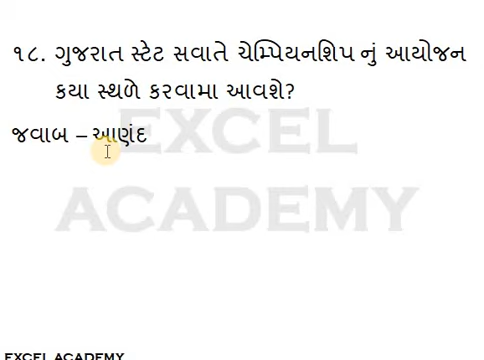 ૧૮. ગુજરાત સ્ટેટ સવાતે ચેમ્પિયનશિપ નું આયોજન
કયા સ્થળે કરવામા આવશે?
જવાબ – આણંદ
EXCEL
ACADEMY
EXCEL ACADEMY